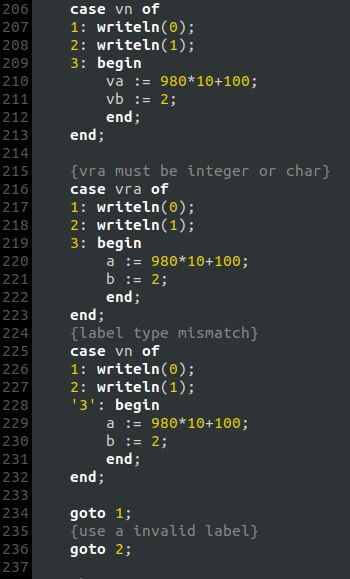 206 case vn of
207 1: writeln(0);
208 2: writeln(1);
209 3: begin
210 va := 980*10+100;
211 vb := 2;
212 end;
213 end;
214
215 {vra must be integer or char}
216 case vra of
217 1: writeln(0);
218 2: writeln(1);
219 3: begin
220 a := 980*10+100;
221 b := 2;
222 end;
223 end;
224 {label type mismatch}
225 case vn of
226 1: writeln(0);
227 2: writeln(1);
228 '3': begin
229 a := 980*10+100;
230 b := 2;
231 end;
232 end;
233
234 goto 1;
235 {use a invalid label}
236 goto 2;
237